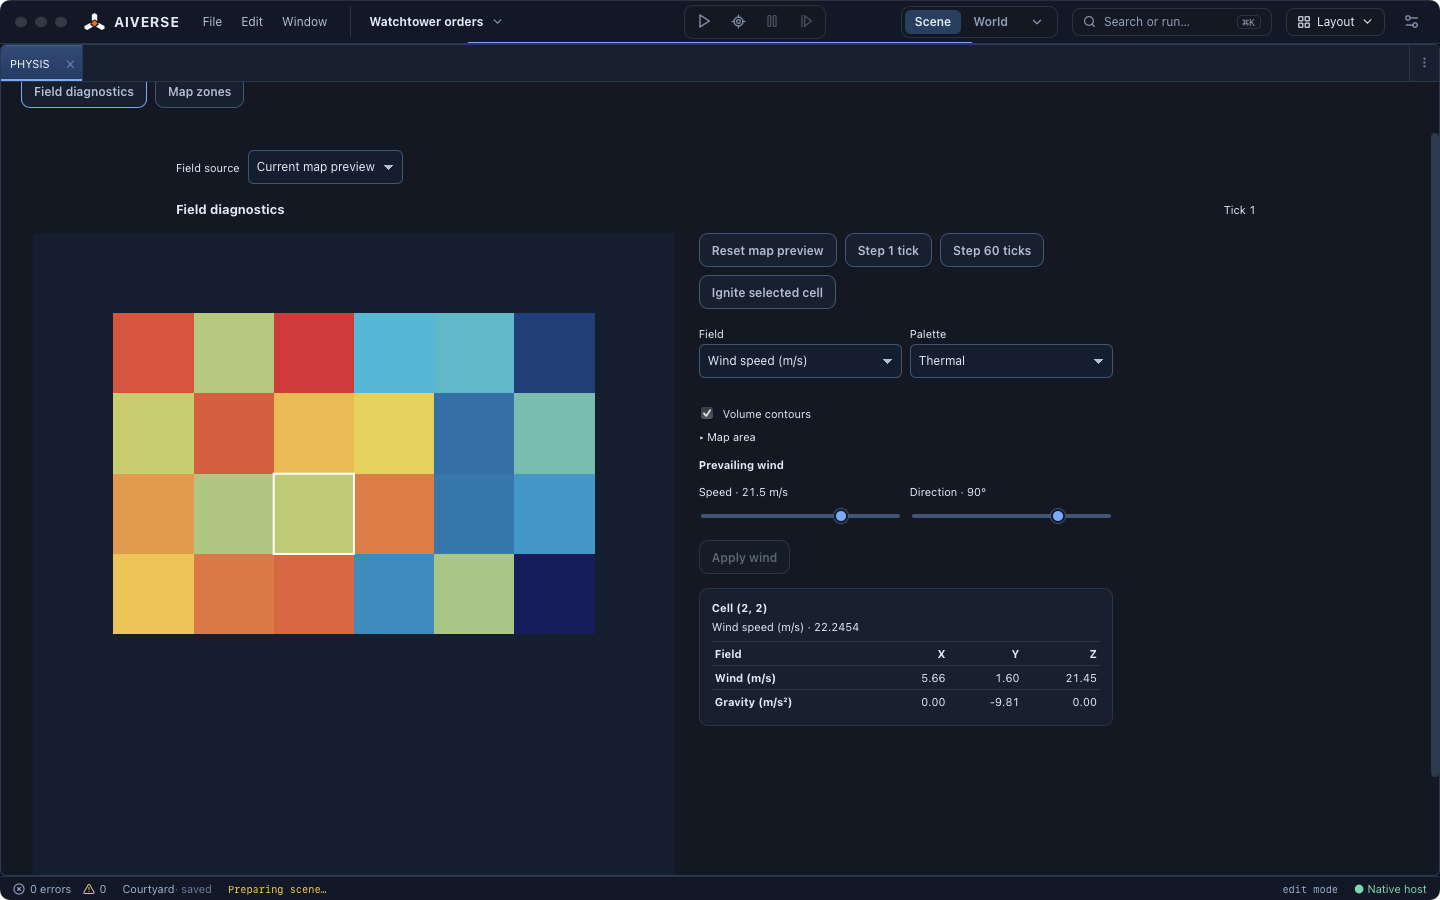 AIVERSE File Edit Window Watchtower orders Scene World Search or run... ⌘K Layout
PHYSIS
Field diagnostics Map zones
Field source Current map preview
Field diagnostics Tick 1
Reset map preview Step 1 tick Step 60 ticks
Ignite selected cell
Field Palette
Wind speed (m/s) Thermal
Volume contours
Map area
Prevailing wind
Speed · 21.5 m/s Direction · 90°
Apply wind
Cell (2, 2)
Wind speed (m/s) · 22.2454
Field X Y Z
Wind (m/s) 5.66 1.60 21.45
Gravity (m/s²) 0.00 -9.81 0.00
0 errors 0 Courtyard · saved Preparing scene… edit mode Native host